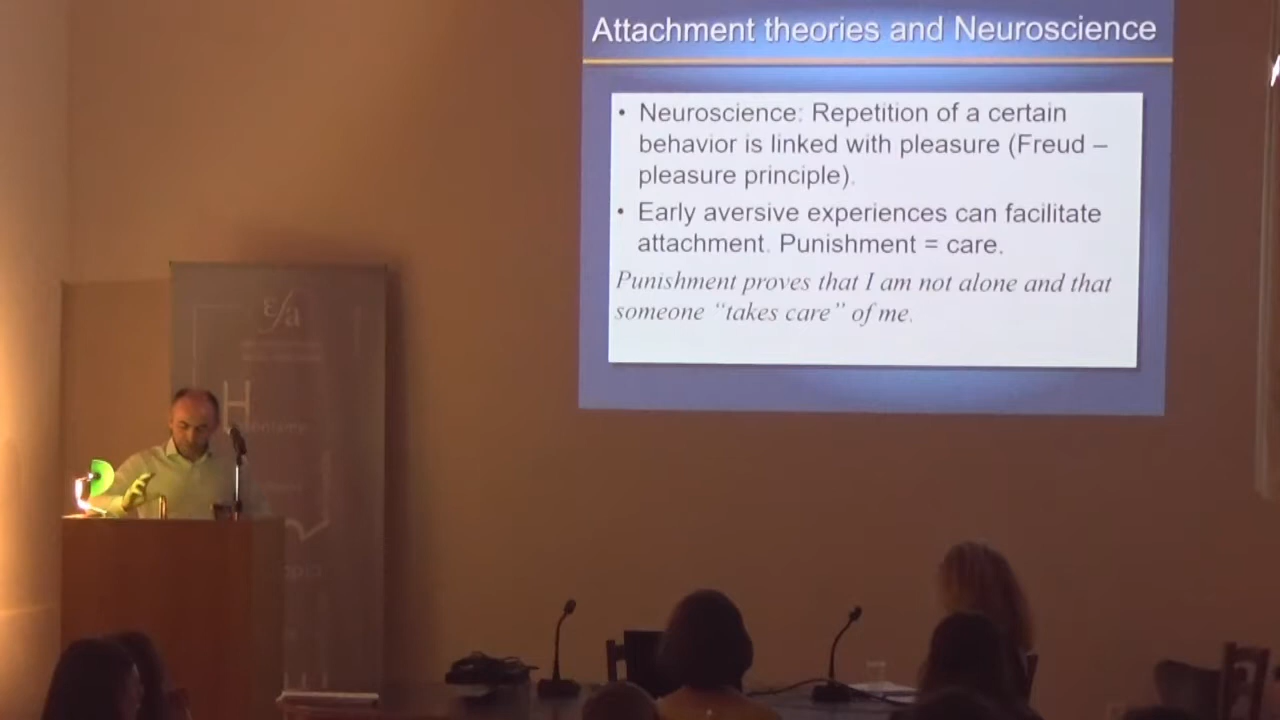 Attachment theories and Neuroscience
• Neuroscience: Repetition of a certain
behavior is linked with pleasure (Freud –
pleasure principle).
• Early aversive experiences can facilitate
attachment. Punishment = care.
Punishment proves that I am not alone and that
someone “takes care” of me.
ε/α
H